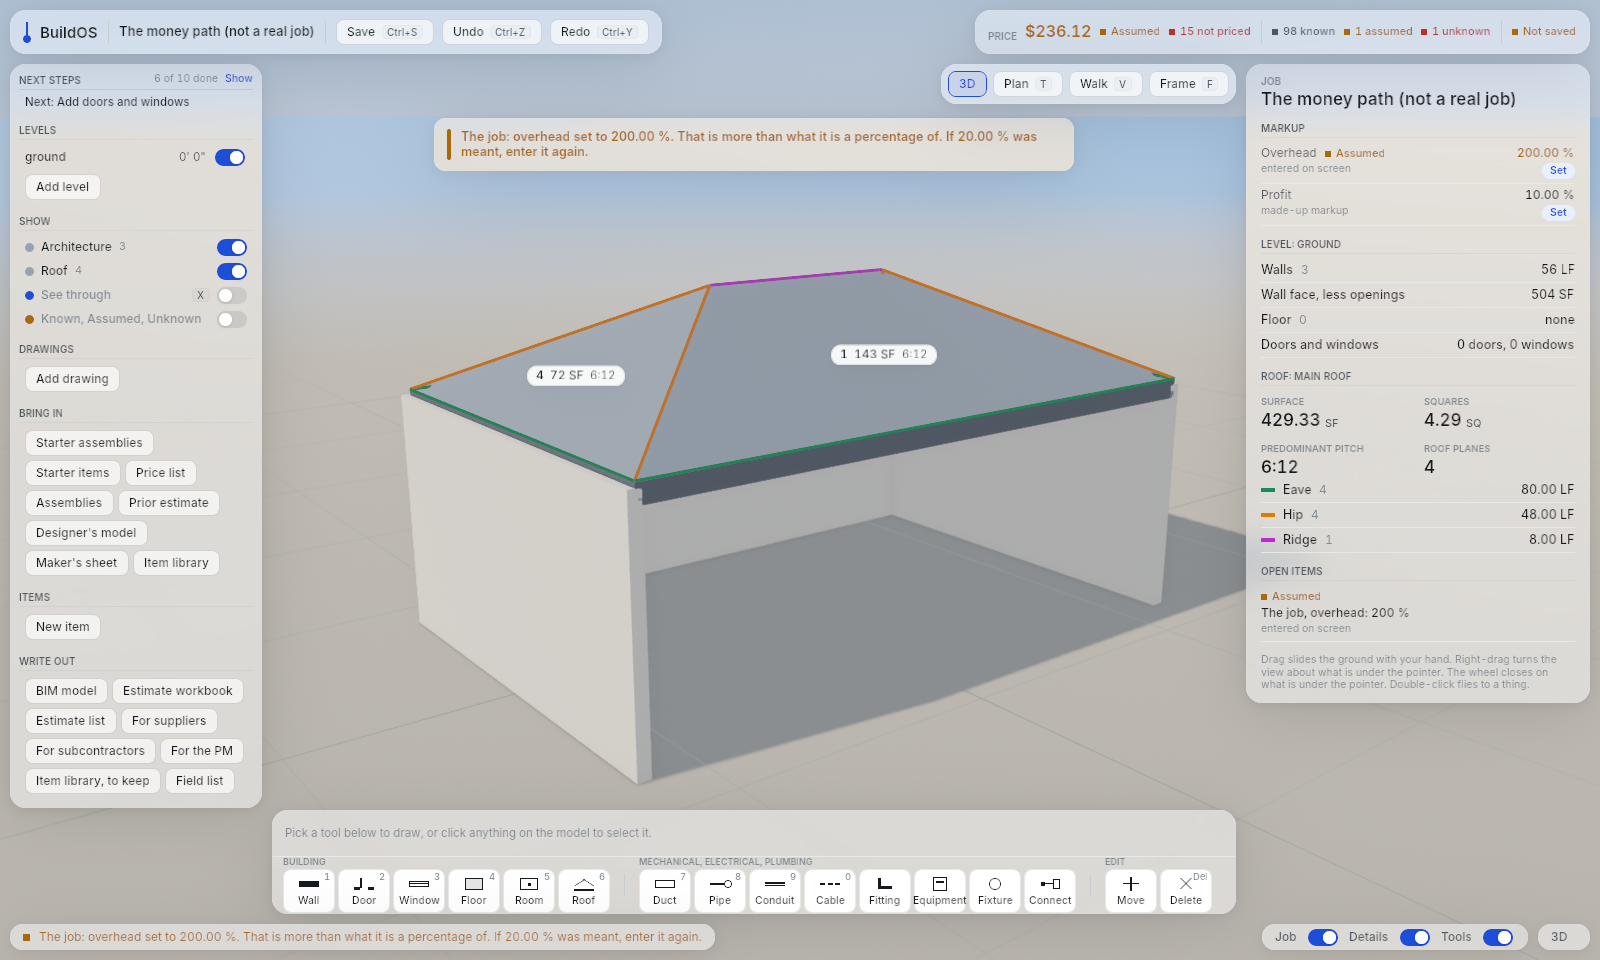 BuildOS
The money path (not a real job)
Save Ctrl+S
Undo Ctrl+Z
Redo Ctrl+Y
PRICE $236.12 Assumed 15 not priced 98 known 1 assumed 1 unknown Not saved
NEXT STEPS 6 of 10 done Show
Next: Add doors and windows
LEVELS
ground 0' 0"
Add level
SHOW
Architecture 3
Roof 4
See through X
Known, Assumed, Unknown
DRAWINGS
Add drawing
BRING IN
Starter assemblies
Starter items Price list
Assemblies Prior estimate
Designer's model
Maker's sheet Item library
ITEMS
New item
WRITE OUT
BIM model Estimate workbook
Estimate list For suppliers
For subcontractors For the PM
Item library, to keep Field list
3D Plan T Walk V Frame F
The job: overhead set to 200.00 %. That is more than what it is a percentage of. If 20.00 % was
meant, enter it again.
4 72 SF 6:12
1 143 SF 6:12
JOB
The money path (not a real job)
MARKUP
Overhead Assumed 200.00 %
entered on screen Set
Profit 10.00 %
made-up markup Set
LEVEL: GROUND
Walls 3 56 LF
Wall face, less openings 504 SF
Floor 0 none
Doors and windows 0 doors, 0 windows
ROOF: MAIN ROOF
SURFACE SQUARES
429.33 SF 4.29 SQ
PREDOMINANT PITCH ROOF PLANES
6:12 4
Eave 4 80.00 LF
Hip 4 48.00 LF
Ridge 1 8.00 LF
OPEN ITEMS
Assumed
The job, overhead: 200 %
entered on screen
Drag slides the ground with your hand. Right-drag turns the
view about what is under the pointer. The wheel closes on
what is under the pointer. Double-click flies to a thing.
Pick a tool below to draw, or click anything on the model to select it.
BUILDING MECHANICAL, ELECTRICAL, PLUMBING EDIT
1 2 3 4 5 6 7 8 9 0 Del
Wall Door Window Floor Room Roof Duct Pipe Conduit Cable Fitting Equipment Fixture Connect Move Delete
The job: overhead set to 200.00 %. That is more than what it is a percentage of. If 20.00 % was meant, enter it again.
Job Details Tools 3D